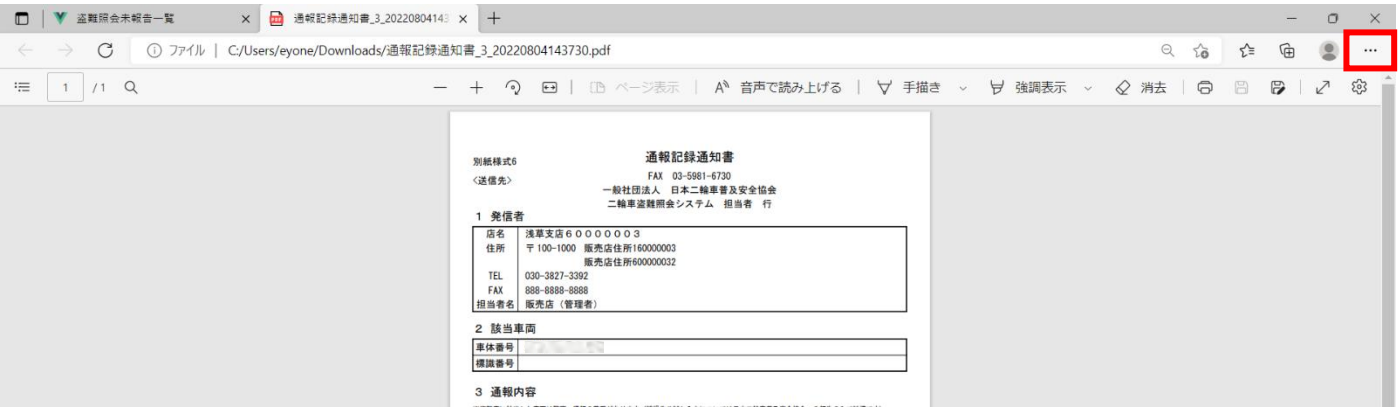 盗難照会未報告一覧
通報記録通知書_3_2022080414
ファイル | C:/Users/eyone/Downloads/通報記録通知書_3_20220804143730.pdf
1 /1 ページ表示 音声で読み上げる 手描き 強調表示 消去
別紙様式6 通報記録通知書
<送信先> FAX 03-5981-6730
一般社団法人 日本二輪車普及安全協会
二輪車盗難照会システム 担当者 行
1 発信者
店名 浅草支店60000003
住所 〒100-1000 販売店住所160000003
販売店住所600000032
TEL 030-3827-3392
FAX 888-8888-8888
担当者名 販売店(管理者)
2 該当車両
車体番号
標識番号
3 通報内容